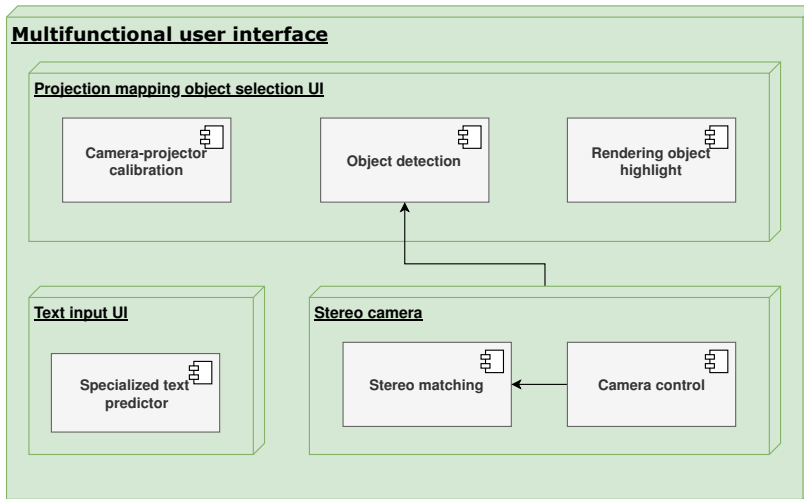 Multifunctional user interface
Projection mapping object selection UI
Camera-projector
calibration
Object detection
Rendering object
highlight
Text input UI
Specialized text
predictor
Stereo camera
Stereo matching
Camera control